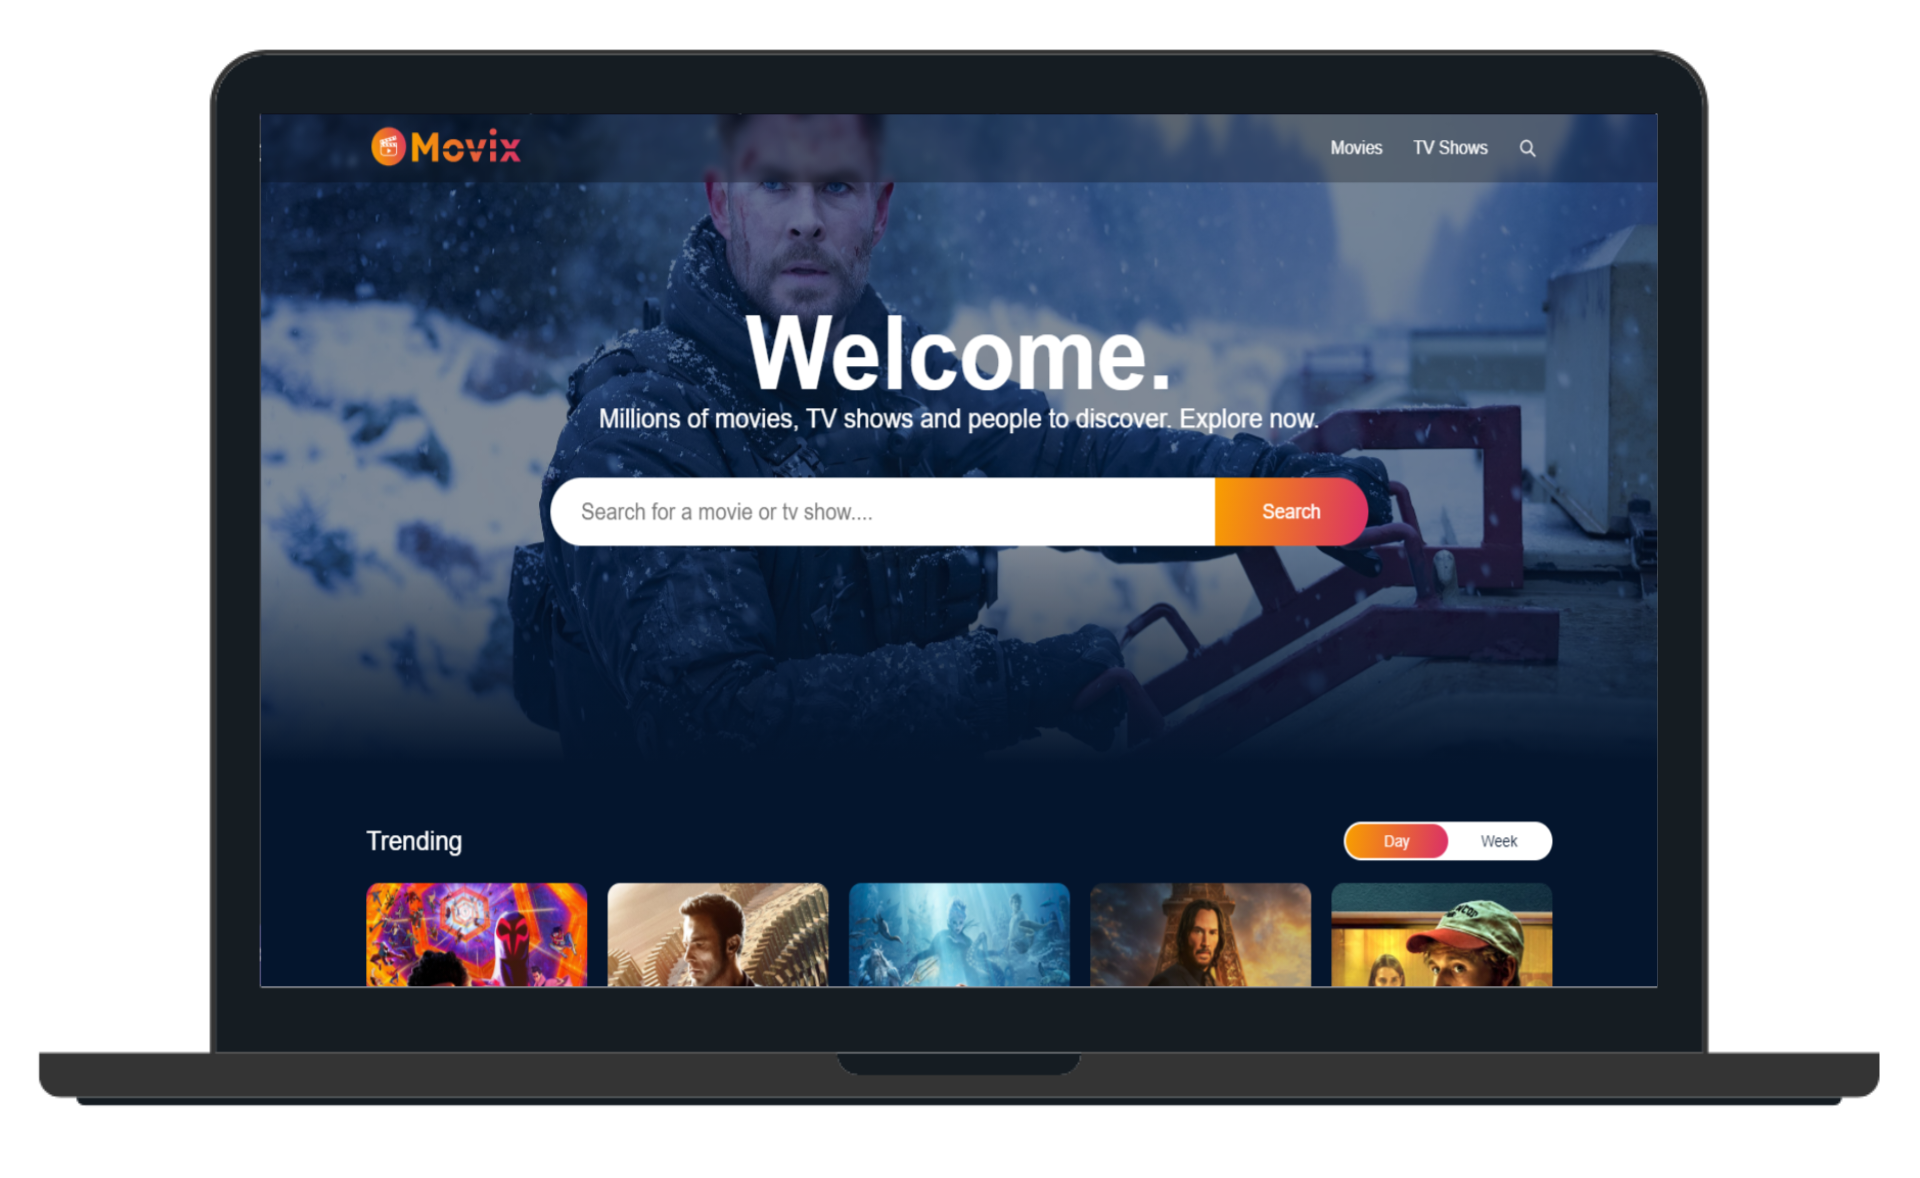 Movix
Movies TV Shows
Welcome.
Millions of movies, TV shows and people to discover. Explore now.
Search for a movie or tv show....
Search
Trending
Day Week